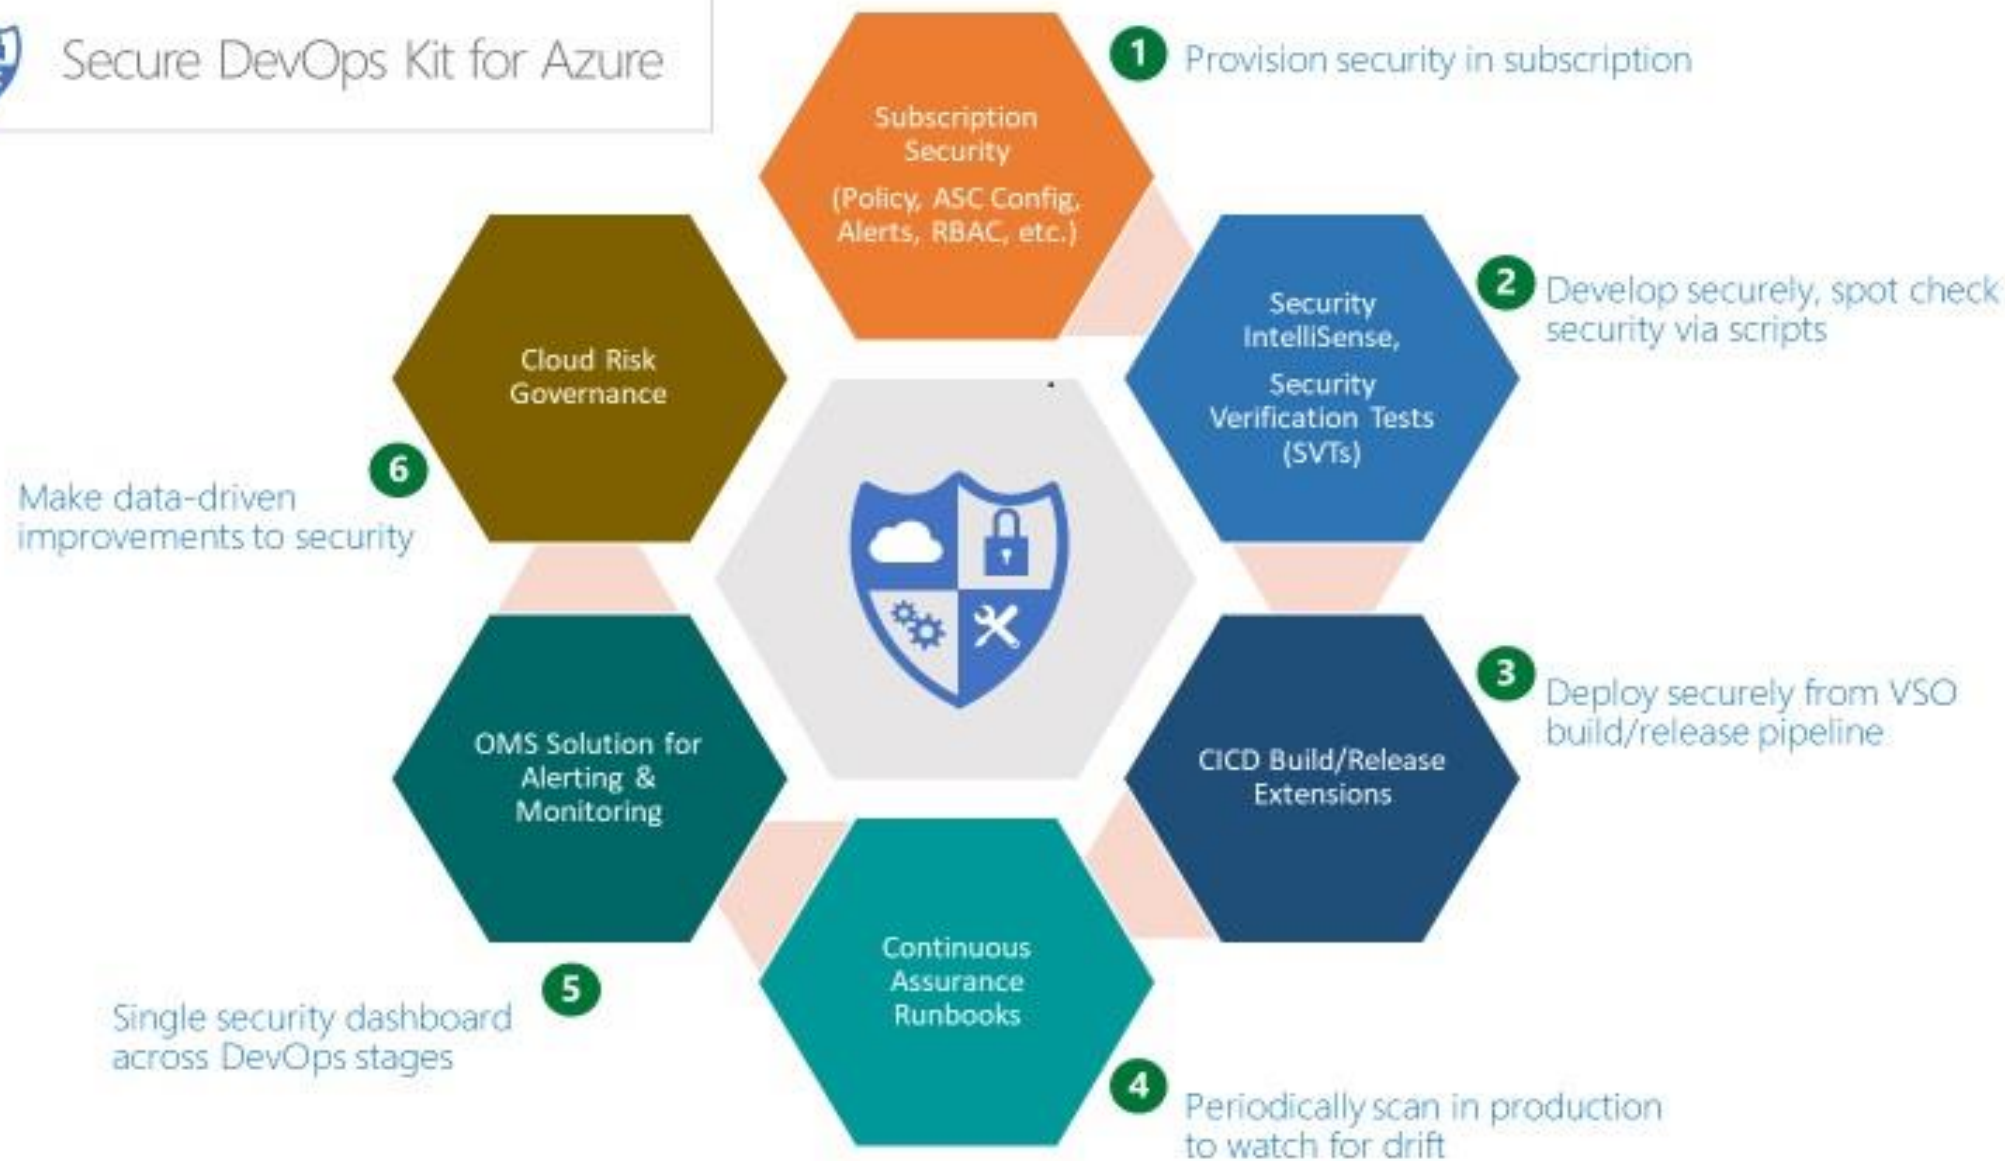 Secure DevOps Kit for Azure
Subscription
Security
(Policy, ASC Config,
Alerts, RBAC, etc.)
1
Provision security in subscription
Security
IntelliSense,
Security
Verification Tests
(SVTs)
2
Develop securely, spot check
security via scripts
CICD Build/Release
Extensions
3
Deploy securely from VSO
build/release pipeline
Continuous
Assurance
Runbooks
4
Periodically scan in production
to watch for drift
OMS Solution for
Alerting &
Monitoring
5
Single security dashboard
across DevOps stages
Cloud Risk
Governance
6
Make data-driven
improvements to security